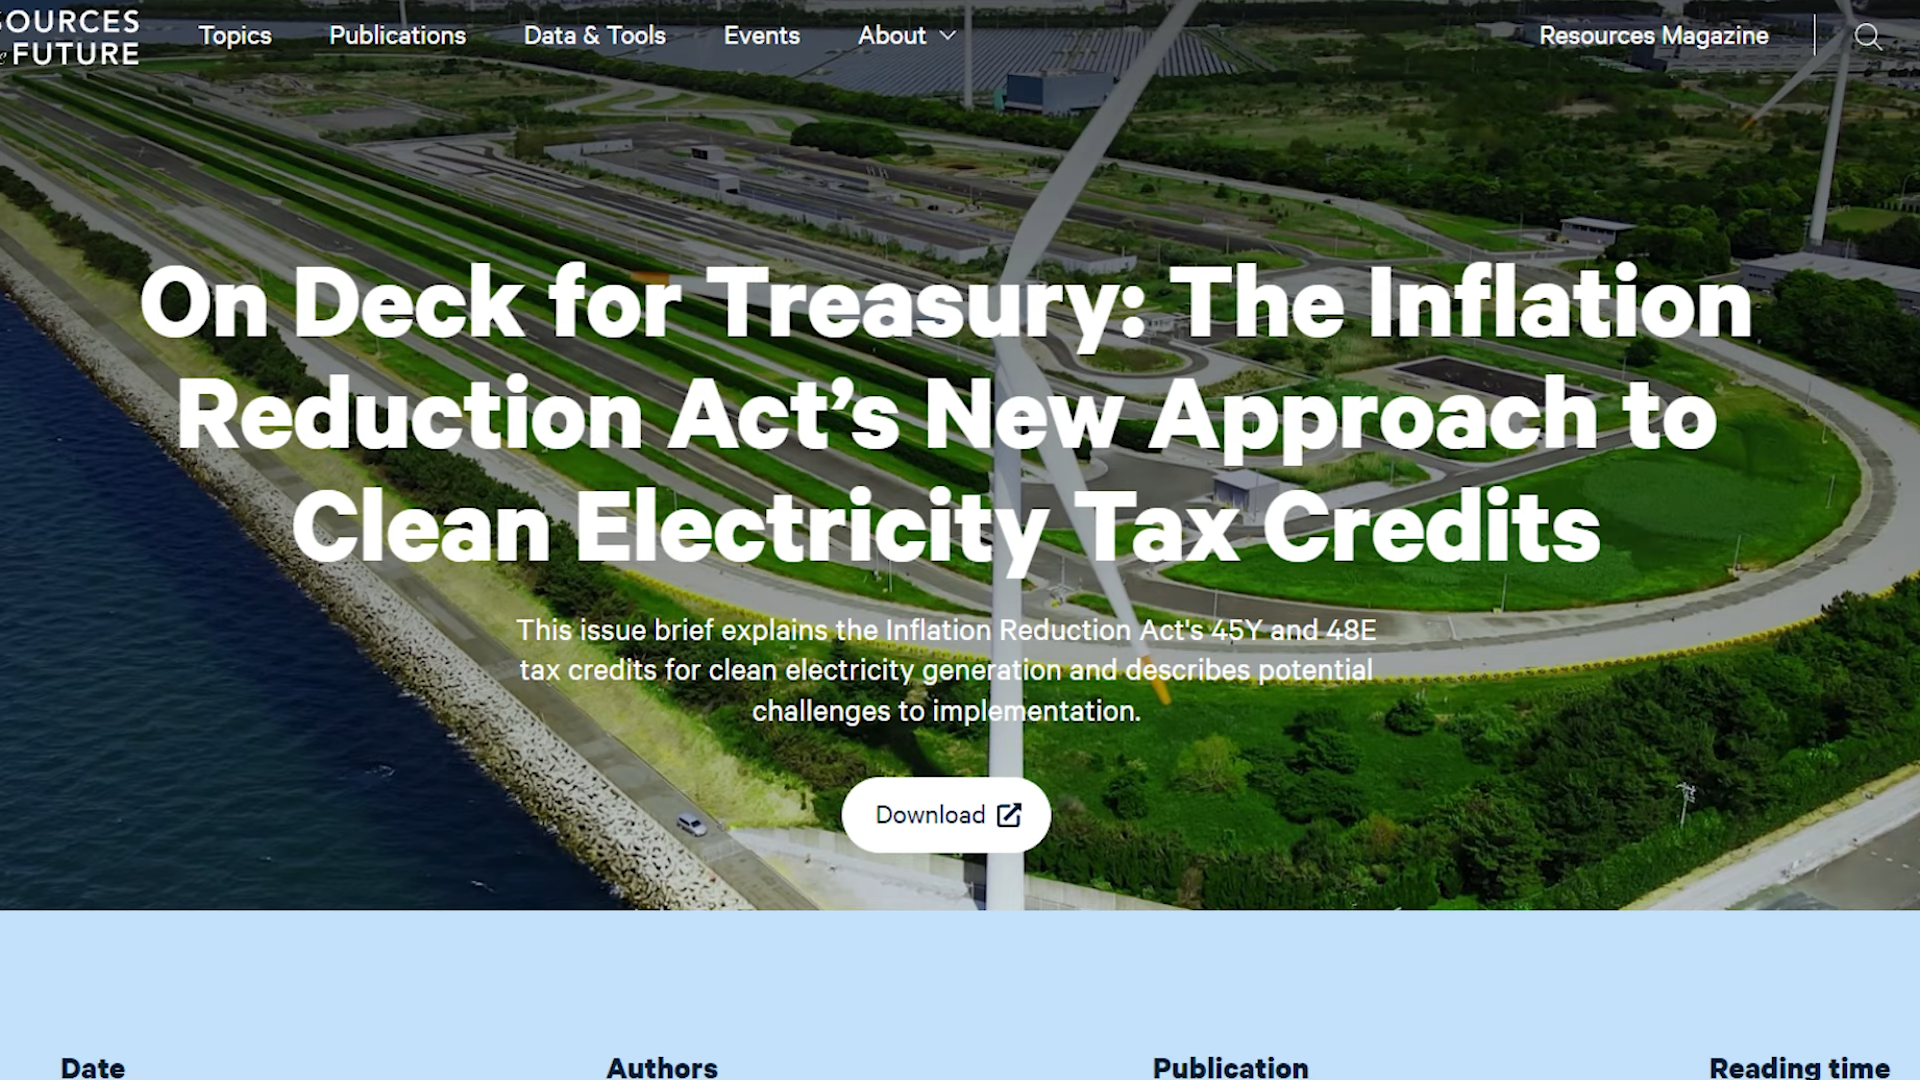 SOURCES
FUTURE
Topics
Publications
Data & Tools
Events
About
Resources Magazine
On Deck for Treasury: The Inflation
Reduction Act’s New Approach to
Clean Electricity Tax Credits
This issue brief explains the Inflation Reduction Act's 45Y and 48E
tax credits for clean electricity generation and describes potential
challenges to implementation.
Download
Date
Authors
Publication
Reading time